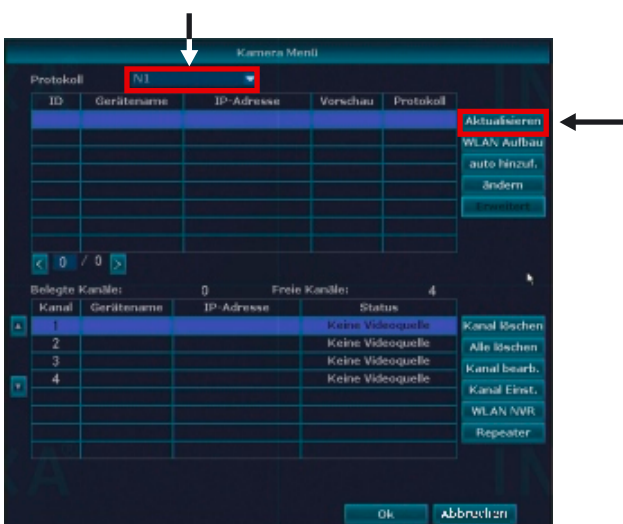 Kamera Menü
Protokoll N1
ID Gerätename IP-Adresse Vorschau Protokoll
Aktualisieren
WLAN Aufbau
auto hinzuf.
ändern
Erweitert
< 0 / 0 >
Belegte Kanäle: 0 Freie Kanäle: 4
Kanal Gerätename IP-Adresse Status
1 Keine Videoquelle Kanal löschen
2 Keine Videoquelle Alle löschen
3 Keine Videoquelle Kanal bearb.
4 Keine Videoquelle Kanal Einst.
WLAN NVR
Repeater
Ok Abbrechen